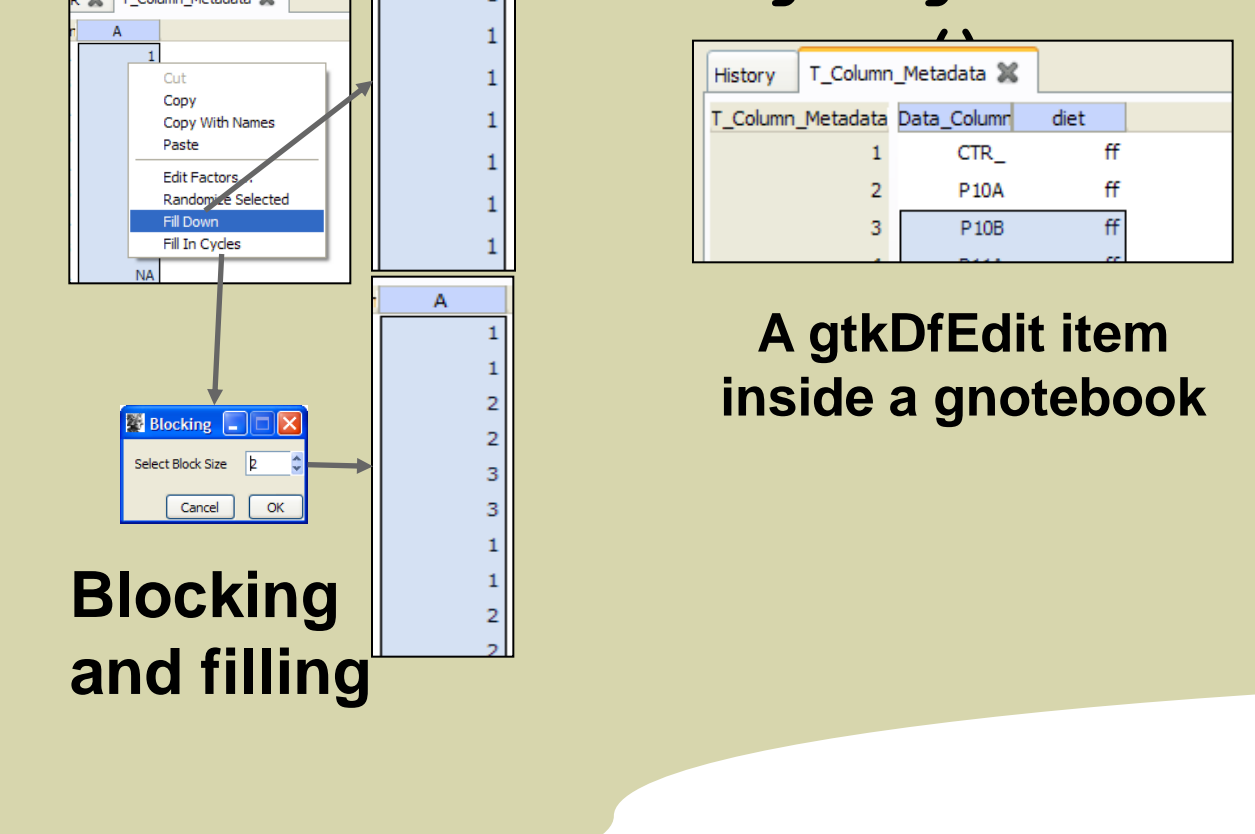 T_Column_Metadata
A
1
Cut
Copy
Copy With Names
Paste
Edit Factors...
Randomize Selected
Fill Down
Fill In Cycles
NA
1
1
1
1
1
1
A
1
1
2
2
3
3
1
1
2
2
Blocking
Select Block Size 2
Cancel OK
Blocking
and filling
()
History T_Column_Metadata
T_Column_Metadata Data_Column diet
1 CTR_ ff
2 P10A ff
3 P10B ff
A gtkDfEdit item
inside a gnotebook